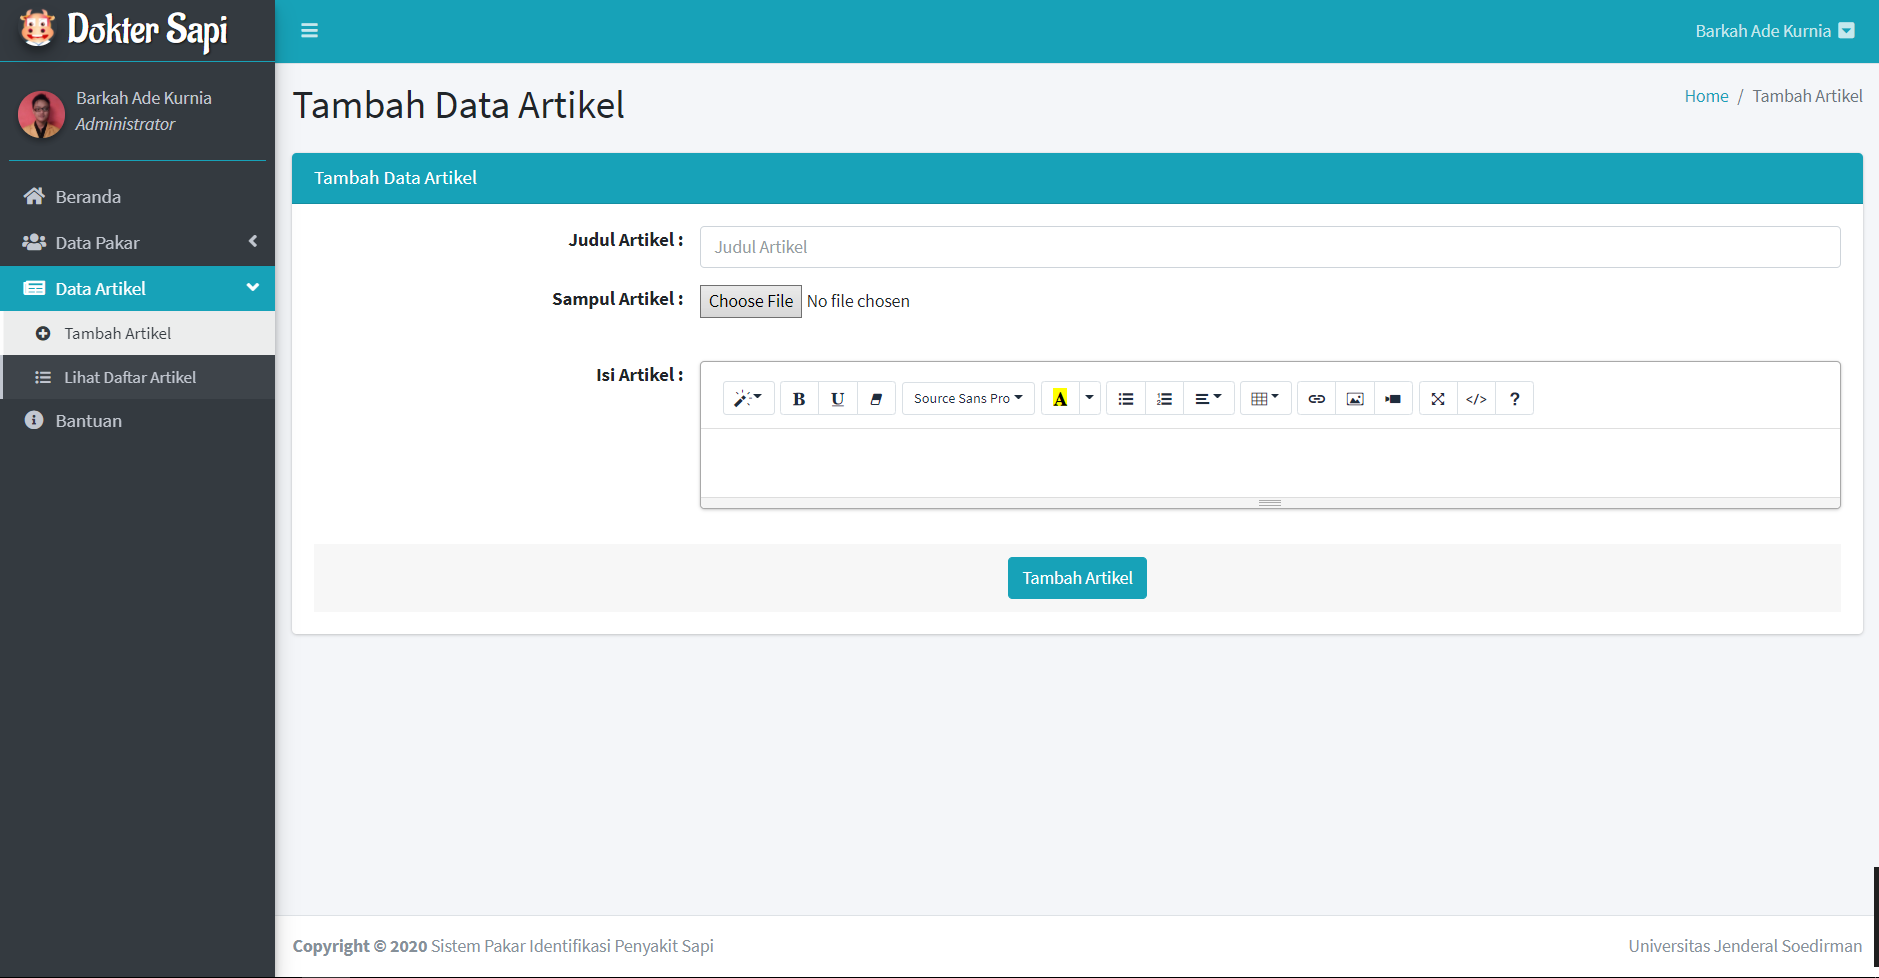 Dokter Sapi
Barkah Ade Kurnia
Barkah Ade Kurnia
Administrator
Beranda
Data Pakar
Data Artikel
Tambah Artikel
Lihat Daftar Artikel
Bantuan
Tambah Data Artikel
Home / Tambah Artikel
Tambah Data Artikel
Judul Artikel :
Judul Artikel
Sampul Artikel :
Choose File No file chosen
Isi Artikel :
B U Source Sans Pro A </> ?
Tambah Artikel
Copyright © 2020 Sistem Pakar Identifikasi Penyakit Sapi
Universitas Jenderal Soedirman